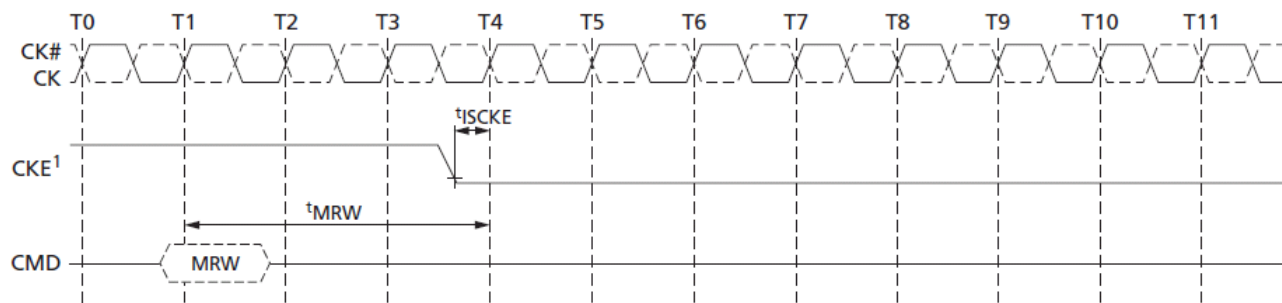 T0 T1 T2 T3 T4 T5 T6 T7 T8 T9 T10 T11
CK#
CK
tISCKE
CKE1
tMRW
CMD MRW